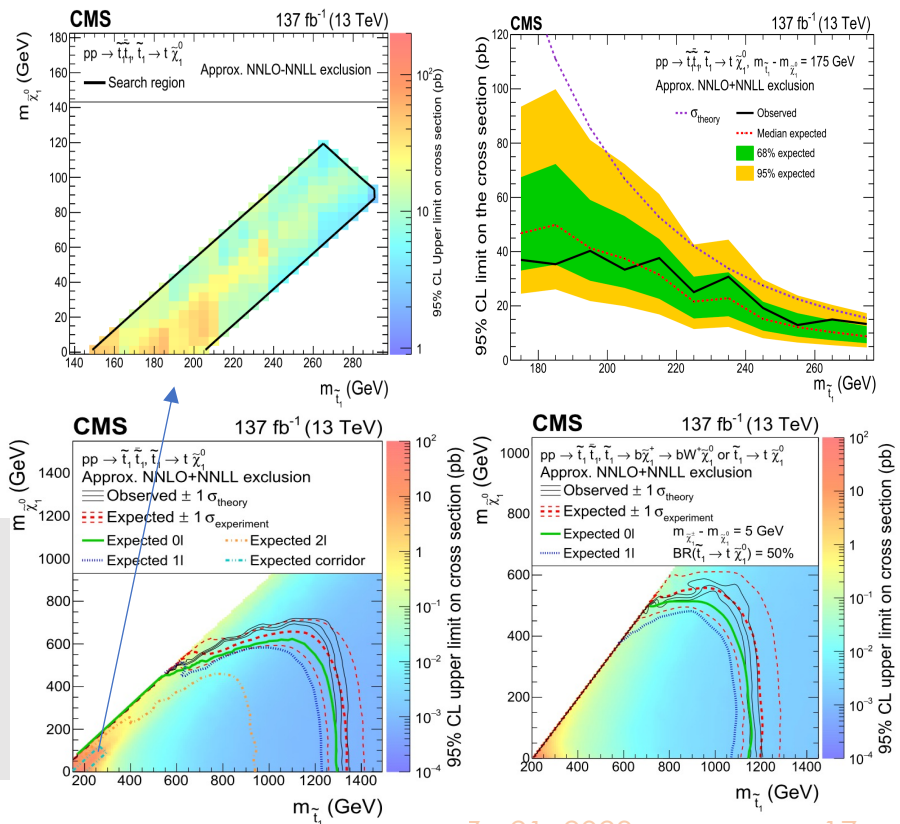 CMS 137 fb⁻¹ (13 TeV)
pp → t̃₁ t̃̄₁, t̃₁ → t χ̃₁⁰
Approx. NNLO-NNLL exclusion
Search region
m_χ̃₁⁰ (GeV)
180
160
140
120
100
80
60
40
20
0
140 160 180 200 220 240 260 280
m_t̃₁ (GeV)
10²
10
1
95% CL Upper limit on cross section (pb)
CMS 137 fb⁻¹ (13 TeV)
pp → t̃₁ t̃̄₁, t̃₁ → t χ̃₁⁰, m_t̃₁ - m_χ̃₁⁰ = 175 GeV
Approx. NNLO+NNLL exclusion
σ_theory
Observed
Median expected
68% expected
95% expected
95% CL limit on the cross section (pb)
120
100
80
60
40
20
0
180 200 220 240 260
m_t̃₁ (GeV)
CMS 137 fb⁻¹ (13 TeV)
pp → t̃₁ t̃̄₁, t̃₁ → t χ̃₁⁰
Approx. NNLO+NNLL exclusion
Observed ± 1 σ_theory
Expected ± 1 σ_experiment
Expected 0l
Expected 2l
Expected 1l
Expected corridor
m_χ̃₁⁰ (GeV)
1400
1200
1000
800
600
400
200
0
200 400 600 800 1000 1200 1400
m_t̃₁ (GeV)
10²
10
1
10⁻¹
10⁻²
10⁻³
10⁻⁴
95% CL upper limit on cross section (pb)
CMS 137 fb⁻¹ (13 TeV)
pp → t̃₁ t̃̄₁, t̃₁ → bχ̃₁⁺ → bW⁺χ̃₁⁰ or t̃₁ → t χ̃₁⁰
Approx. NNLO+NNLL exclusion
Observed ± 1 σ_theory
Expected ± 1 σ_experiment
Expected 0l
m_χ̃₁± - m_χ̃₁⁰ = 5 GeV
Expected 1l
BR(t̃₁ → t χ̃₁⁰) = 50%
m_χ̃₁⁰ (GeV)
1000
800
600
400
200
0
200 400 600 800 1000 1200 1400
m_t̃₁ (GeV)
10²
10
1
10⁻¹
10⁻²
10⁻³
10⁻⁴
95% CL upper limit on cross section (pb)